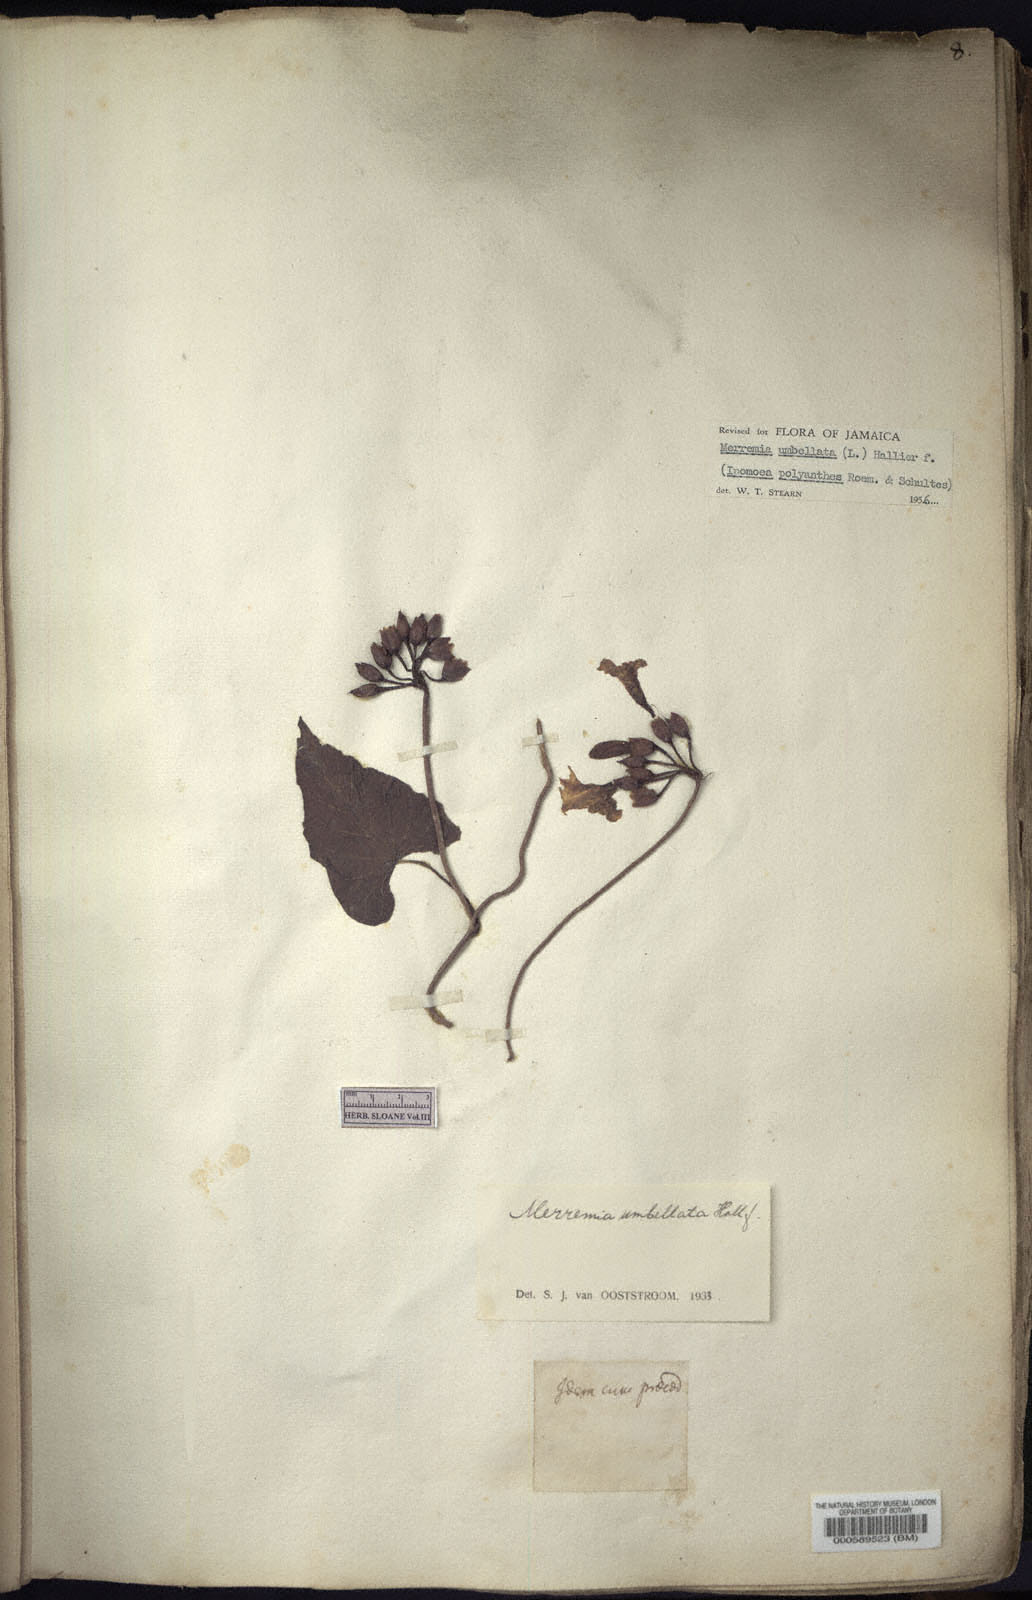 8.
Revised for FLORA OF JAMAICA
Merremia umbellata (L.) Hallier f.
(Ipomoea polyanthes Roem. & Schultes)
det. W. T. STEARN 1956...
mm 1 2 3
HERB. SLOANE Vol.III
Merremia umbellata Hall f.
Det. S. J. van OOSTSTROOM, 1933.
Idem cum præced
THE NATURAL HISTORY MUSEUM, LONDON
DEPARTMENT OF BOTANY
000589523 (BM)